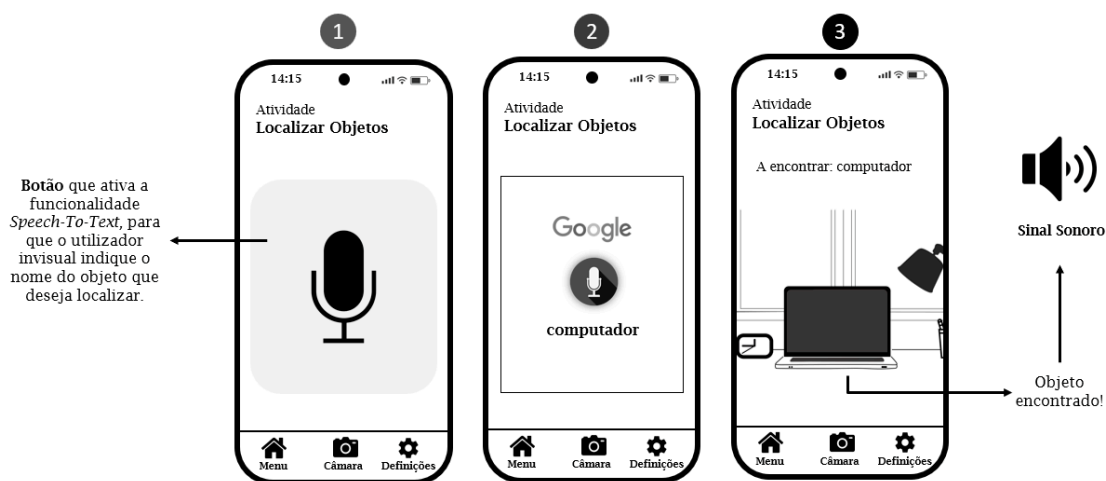 1
2
3
14:15
Atividade
Localizar Objetos
Botão que ativa a
funcionalidade
Speech-To-Text, para
que o utilizador
invisual indique o
nome do objeto que
deseja localizar.
Menu
Câmara
Definições
14:15
Atividade
Localizar Objetos
Google
computador
Menu
Câmara
Definições
14:15
Atividade
Localizar Objetos
A encontrar: computador
Menu
Câmara
Definições
Sinal Sonoro
Objeto
encontrado!